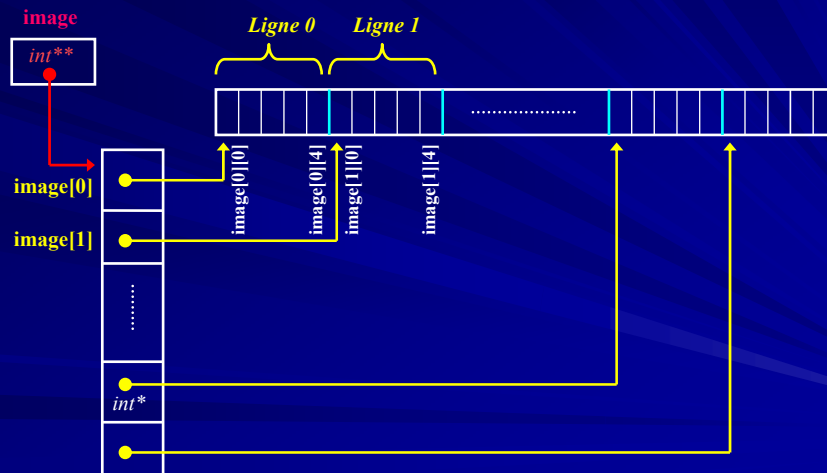 image
int**
Ligne 0
Ligne 1
....................
image[0]
image[0][0]
image[0][4]
image[1][0]
image[1][4]
image[1]
........
int*